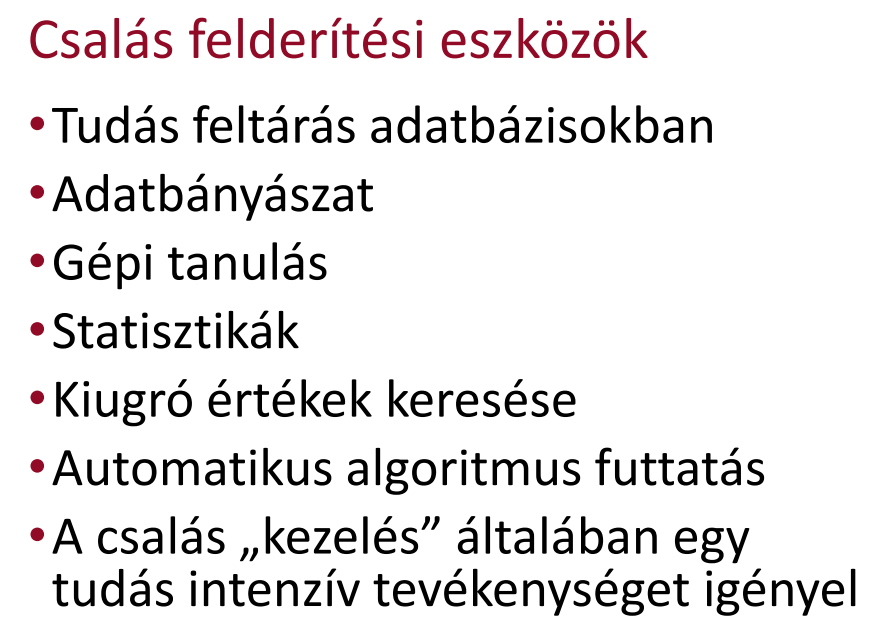 Csalás felderítési eszközök
•Tudás feltárás adatbázisokban
•Adatbányászat
•Gépi tanulás
•Statisztikák
•Kiugró értékek keresése
•Automatikus algoritmus futtatás
•A csalás „kezelés” általában egy
tudás intenzív tevékenységet igényel